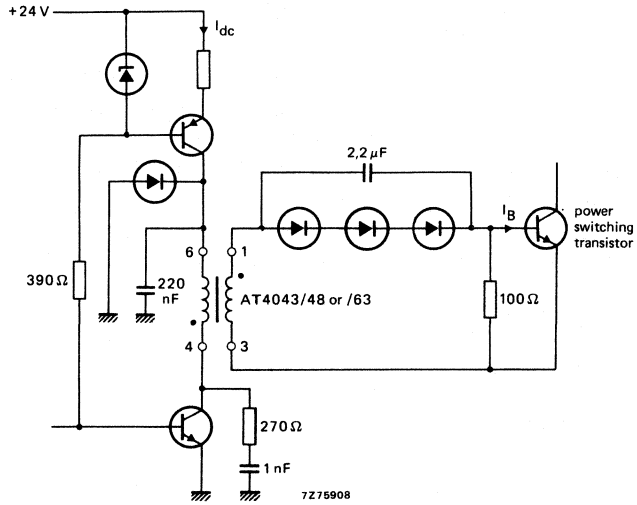 +24 V
Idc
2,2 µF
IB
power
switching
transistor
6
1
390 Ω
220
nF
AT4043/48 or /63
100 Ω
4
3
270 Ω
1 nF
7Z75908